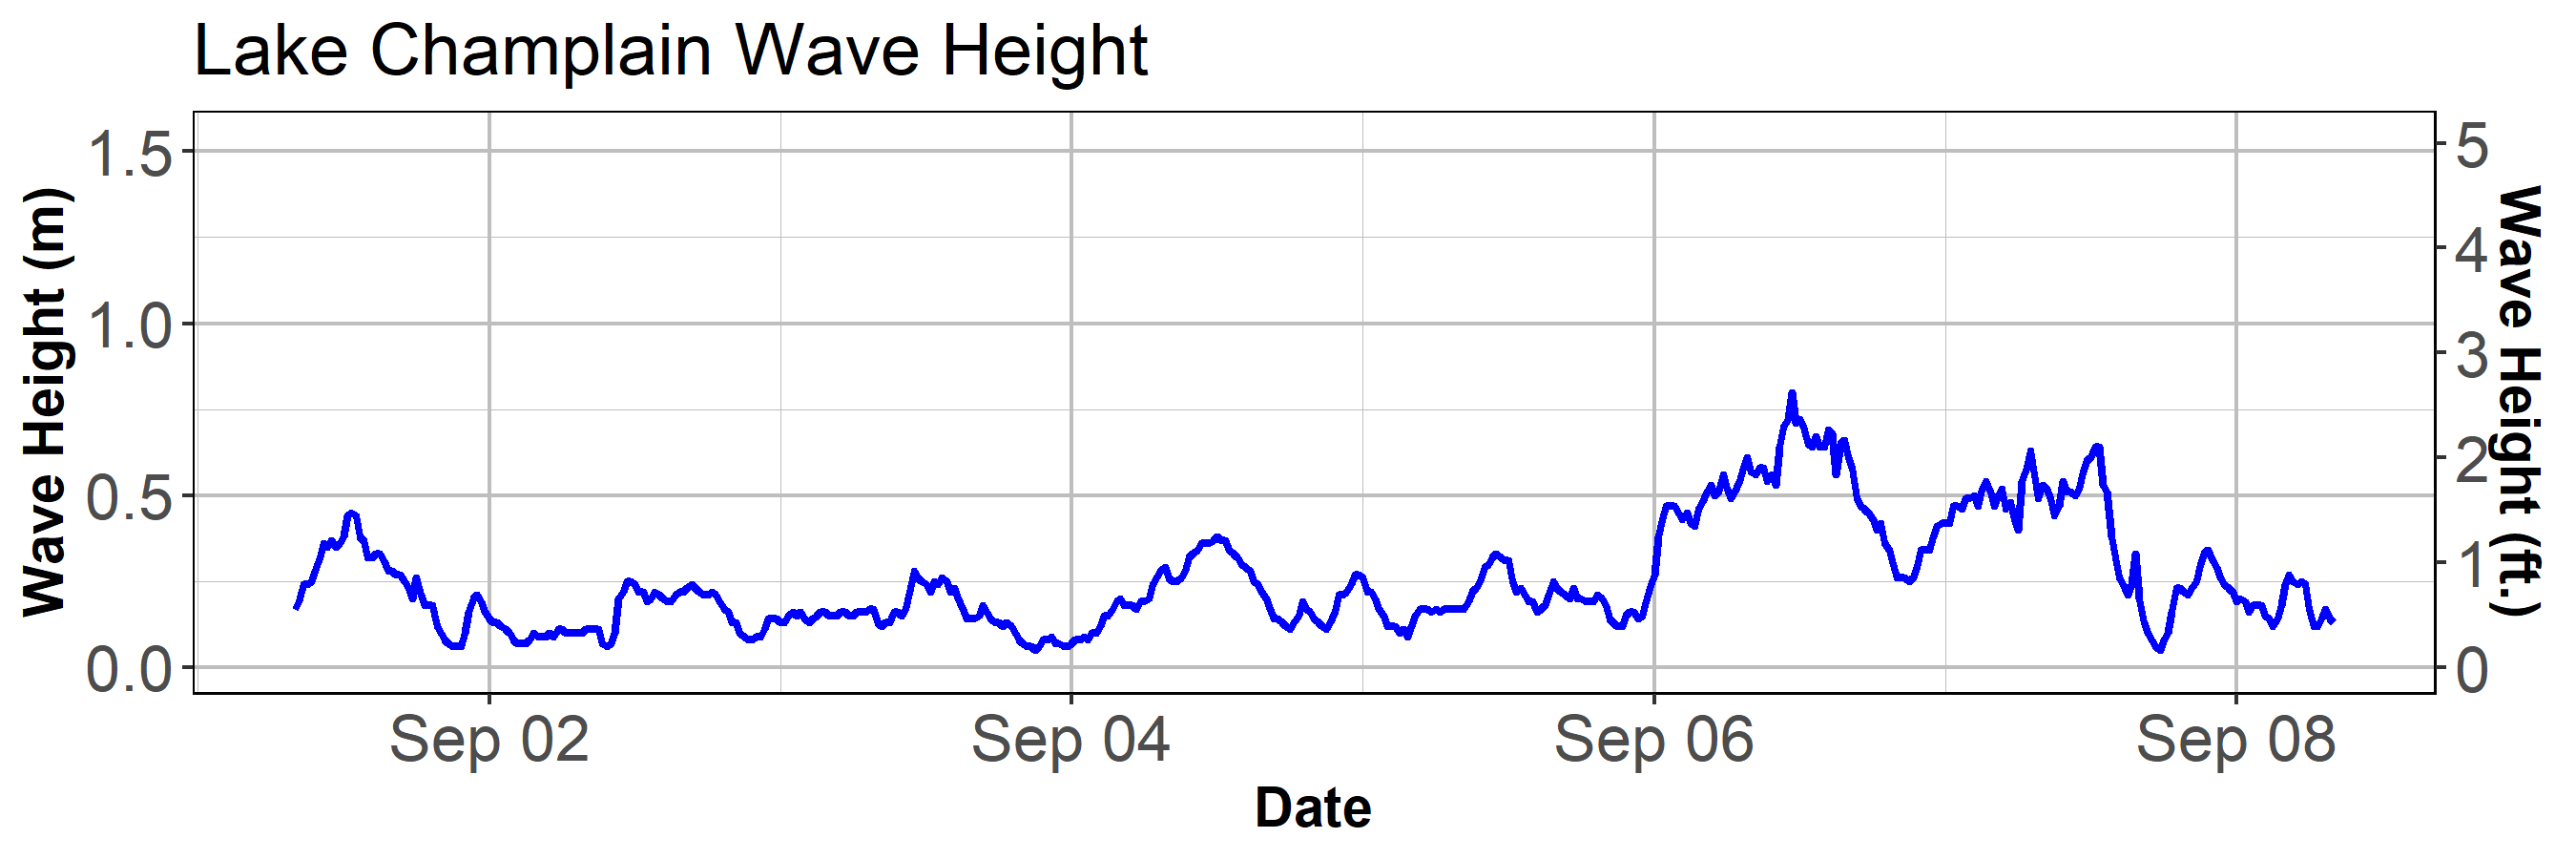 Lake Champlain Wave Height
Wave Height (m)
1.5
1.0
0.5
0.0
5
4
3
2
1
0
Wave Height (ft.)
Sep 02
Sep 04
Sep 06
Sep 08
Date